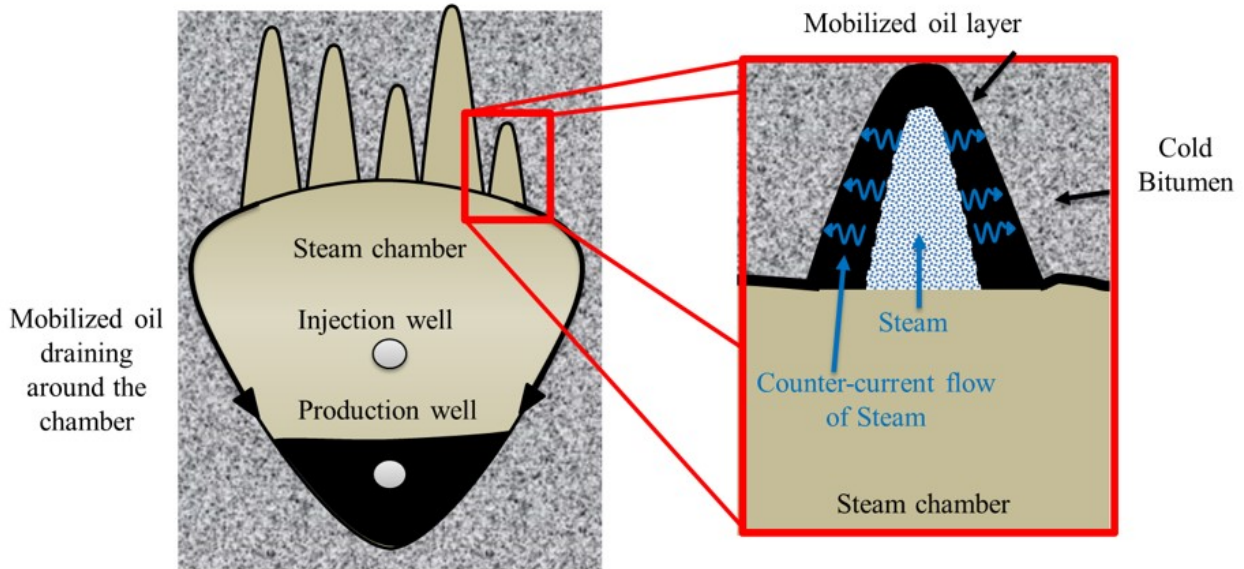 Steam chamber
Injection well
Production well
Mobilized oil
draining
around the
chamber
Mobilized oil layer
Cold
Bitumen
Steam
Counter-current flow
of Steam
Steam chamber